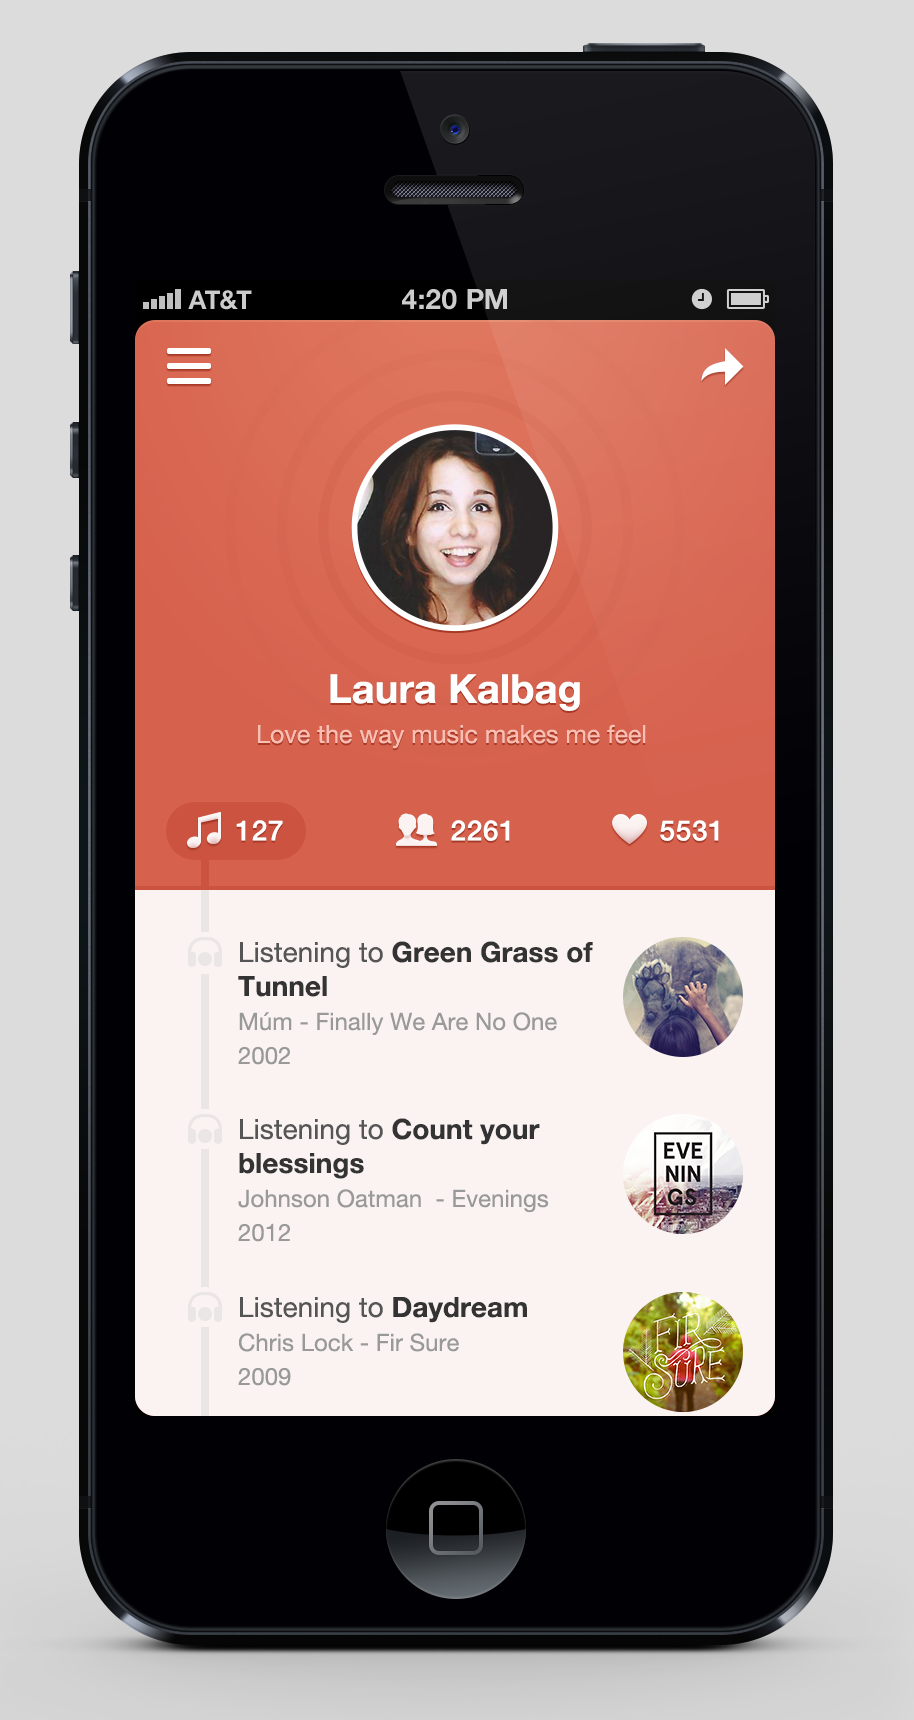 AT&T 4:20 PM
Laura Kalbag
Love the way music makes me feel
127 2261 5531
Listening to Green Grass of
Tunnel
Múm - Finally We Are No One
2002
Listening to Count your
blessings
Johnson Oatman  - Evenings
2012
EVE
NIN
GS
Listening to Daydream
Chris Lock - Fir Sure
2009
FIR
SURE